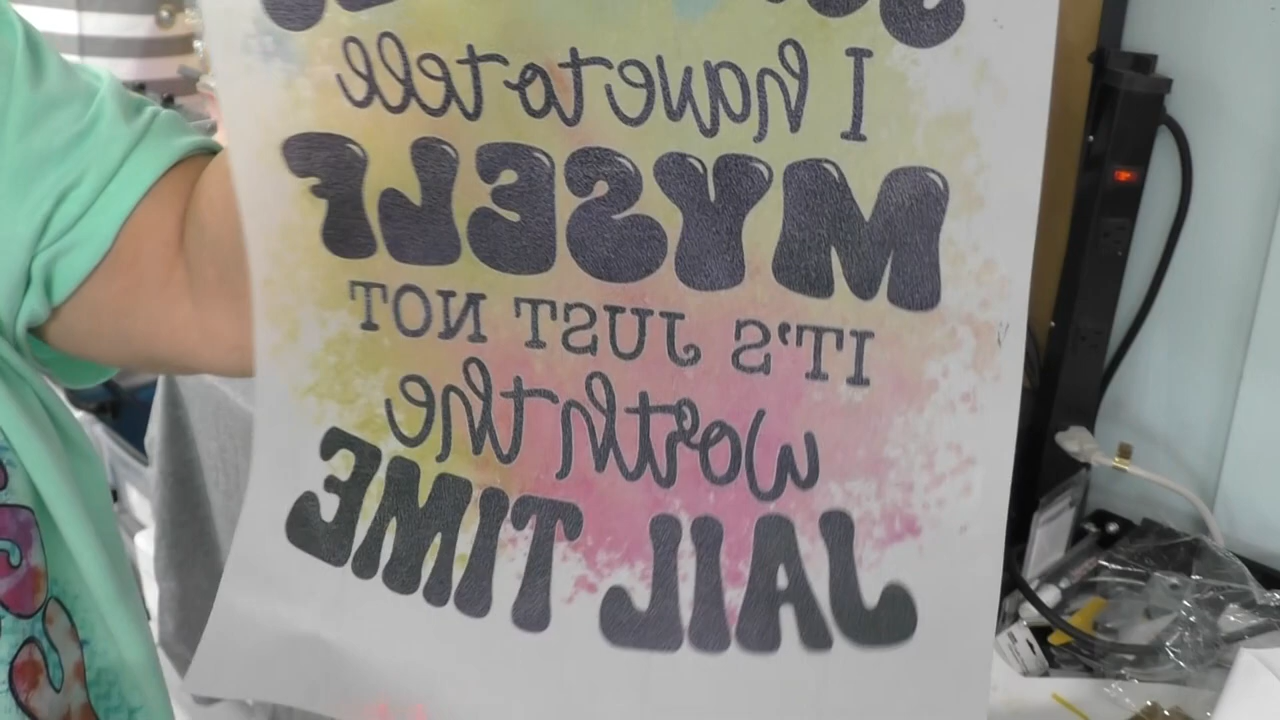 I have to tell
MYSELF
IT'S JUST NOT
worth the
JAIL TIME